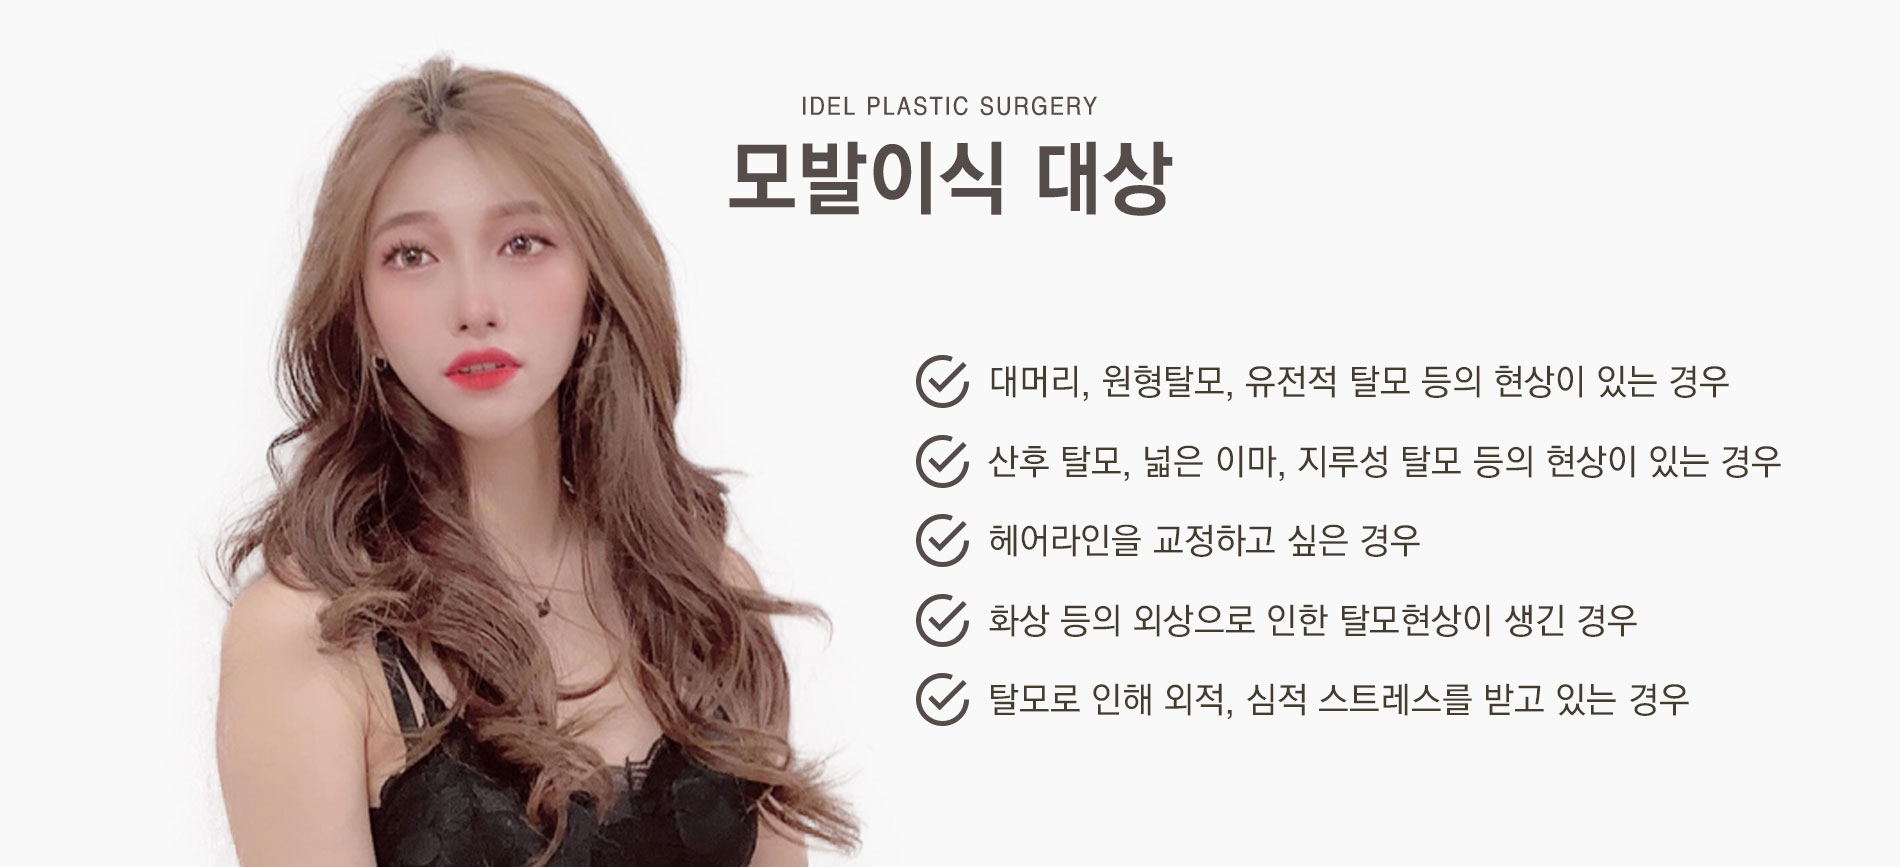 IDEL PLASTIC SURGERY
모발이식 대상
대머리, 원형탈모, 유전적 탈모 등의 현상이 있는 경우
산후 탈모, 넓은 이마, 지루성 탈모 등의 현상이 있는 경우
헤어라인을 교정하고 싶은 경우
화상 등의 외상으로 인한 탈모현상이 생긴 경우
탈모로 인해 외적, 심적 스트레스를 받고 있는 경우